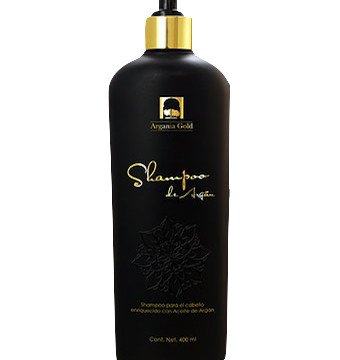 Argania Gold
Shampoo
de Argán
Shampoo para el cabello
enriquecido con Aceite de Argán
Cont. Net. 400 ml